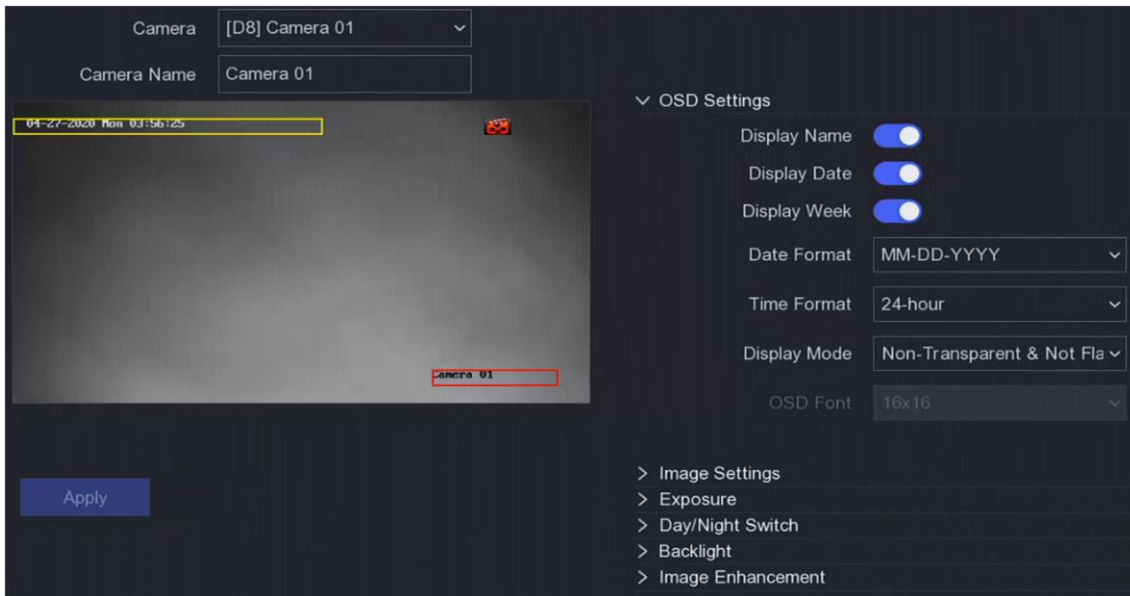 Camera [D8] Camera 01
Camera Name Camera 01
04-27-2020 Mon 03:56:25
Camera 01
OSD Settings
Display Name
Display Date
Display Week
Date Format MM-DD-YYYY
Time Format 24-hour
Display Mode Non-Transparent & Not Fla
OSD Font 16x16
Apply
Image Settings
Exposure
Day/Night Switch
Backlight
Image Enhancement